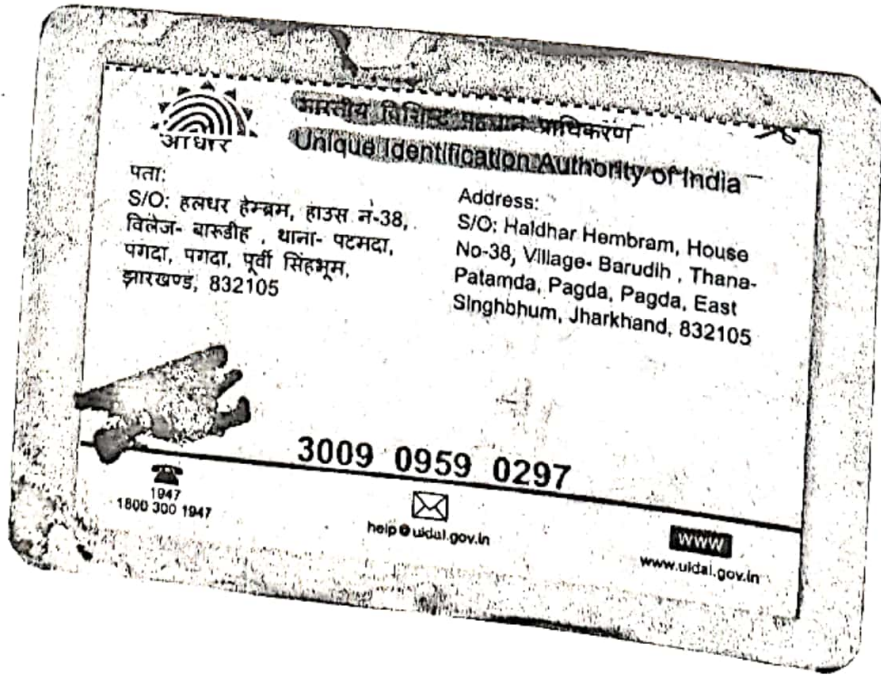 आधार
भारतीय विशिष्ट पहचान प्राधिकरण
Unique Identification Authority of India
पता:
S/O: हलधर हेम्ब्रम, हाउस नं-38,
विलेज- बारूडीह , थाना- पटमदा,
पगदा, पगदा, पूर्वी सिंहभूम,
झारखण्ड, 832105
Address:
S/O: Haldhar Hembram, House
No-38, Village- Barudih , Thana-
Patamda, Pagda, Pagda, East
Singhbhum, Jharkhand, 832105
3009 0959 0297
1947
1800 300 1947
help@uidai.gov.in
www
www.uidai.gov.in